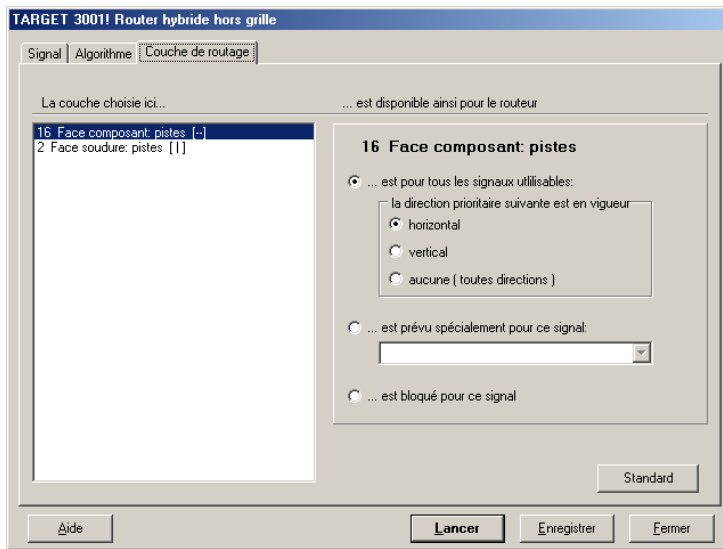 TARGET 3001! Router hybride hors grille
Signal Algorithme Couche de routage
La couche choisie ici... ... est disponible ainsi pour le routeur
16 Face composant: pistes [--]
2 Face soudure: pistes [ | ]
16 Face composant: pistes
... est pour tous les signaux utlilisables:
la direction prioritaire suivante est en vigueur
horizontal
vertical
aucune ( toutes directions )
... est prévu spécialement pour ce signal:
... est bloqué pour ce signal
Standard
Aide Lancer Enregistrer Fermer